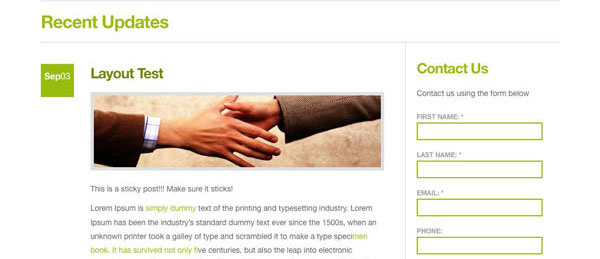 Recent Updates
Sep03
Layout Test
This is a sticky post!!! Make sure it sticks!
Lorem Ipsum is simply dummy text of the printing and typesetting industry. Lorem
Ipsum has been the industry's standard dummy text ever since the 1500s, when an
unknown printer took a galley of type and scrambled it to make a type specimen
book. It has survived not only five centuries, but also the leap into electronic
Contact Us
Contact us using the form below
FIRST NAME: *
LAST NAME: *
EMAIL: *
PHONE: